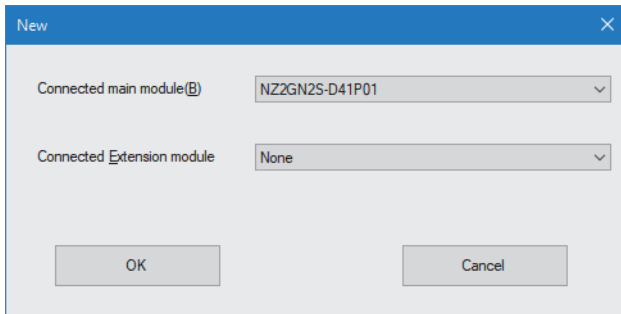 New
Connected main module(B) NZ2GN2S-D41P01
Connected Extension module None
OK Cancel